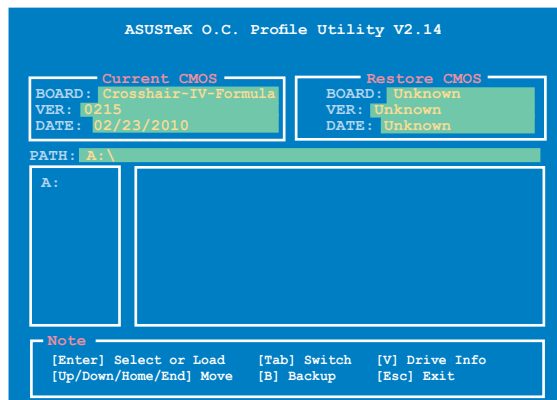 ASUSTeK O.C. Profile Utility V2.14
Current CMOS
BOARD: Crosshair-IV-Formula
VER: 0215
DATE: 02/23/2010
Restore CMOS
BOARD: Unknown
VER: Unknown
DATE: Unknown
PATH: A:\
A:
Note
[Enter] Select or Load [Tab] Switch [V] Drive Info
[Up/Down/Home/End] Move [B] Backup [Esc] Exit